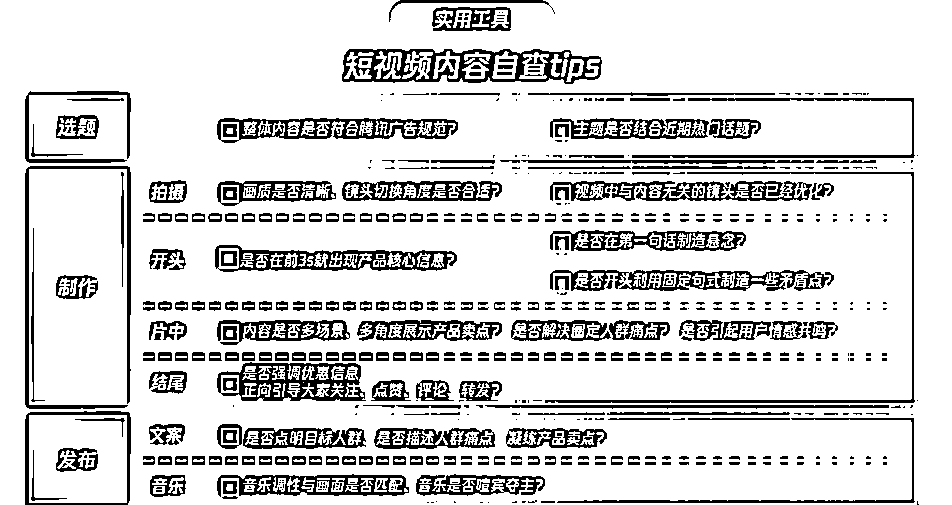 实用工具
短视频内容自查tips
选题
整体内容是否符合腾讯广告规范？
主题是否结合近期热门话题？
制作
拍摄
画质是否清晰、镜头切换角度是否合适？
视频中与内容无关的镜头是否已经优化？
开头
是否在前3s就出现产品核心信息？
是否在第一句话制造悬念？
是否开头利用固定句式制造一些矛盾点？
片中
内容是否多场景、多角度展示产品卖点？ 是否解决固定人群痛点？ 是否引起用户情感共鸣？
结尾
是否强调优惠信息
正向引导大家关注、点赞、评论、转发？
发布
文案
是否点明目标人群、是否描述人群痛点、凝练产品卖点？
音乐
音乐调性与画面是否匹配、音乐是否喧宾夺主？